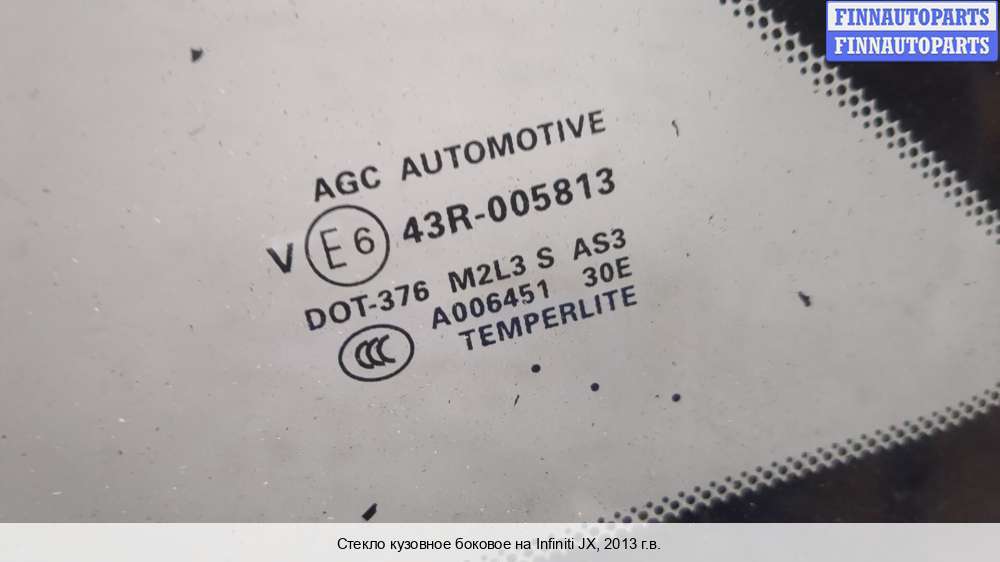 FINNAUTOPARTS
FINNAUTOPARTS
AGC AUTOMOTIVE
V E6 43R-005813
DOT-376 M2L3 S AS3
CCC A006451 30E
TEMPERLITE
Стекло кузовное боковое на Infiniti JX, 2013 г.в.